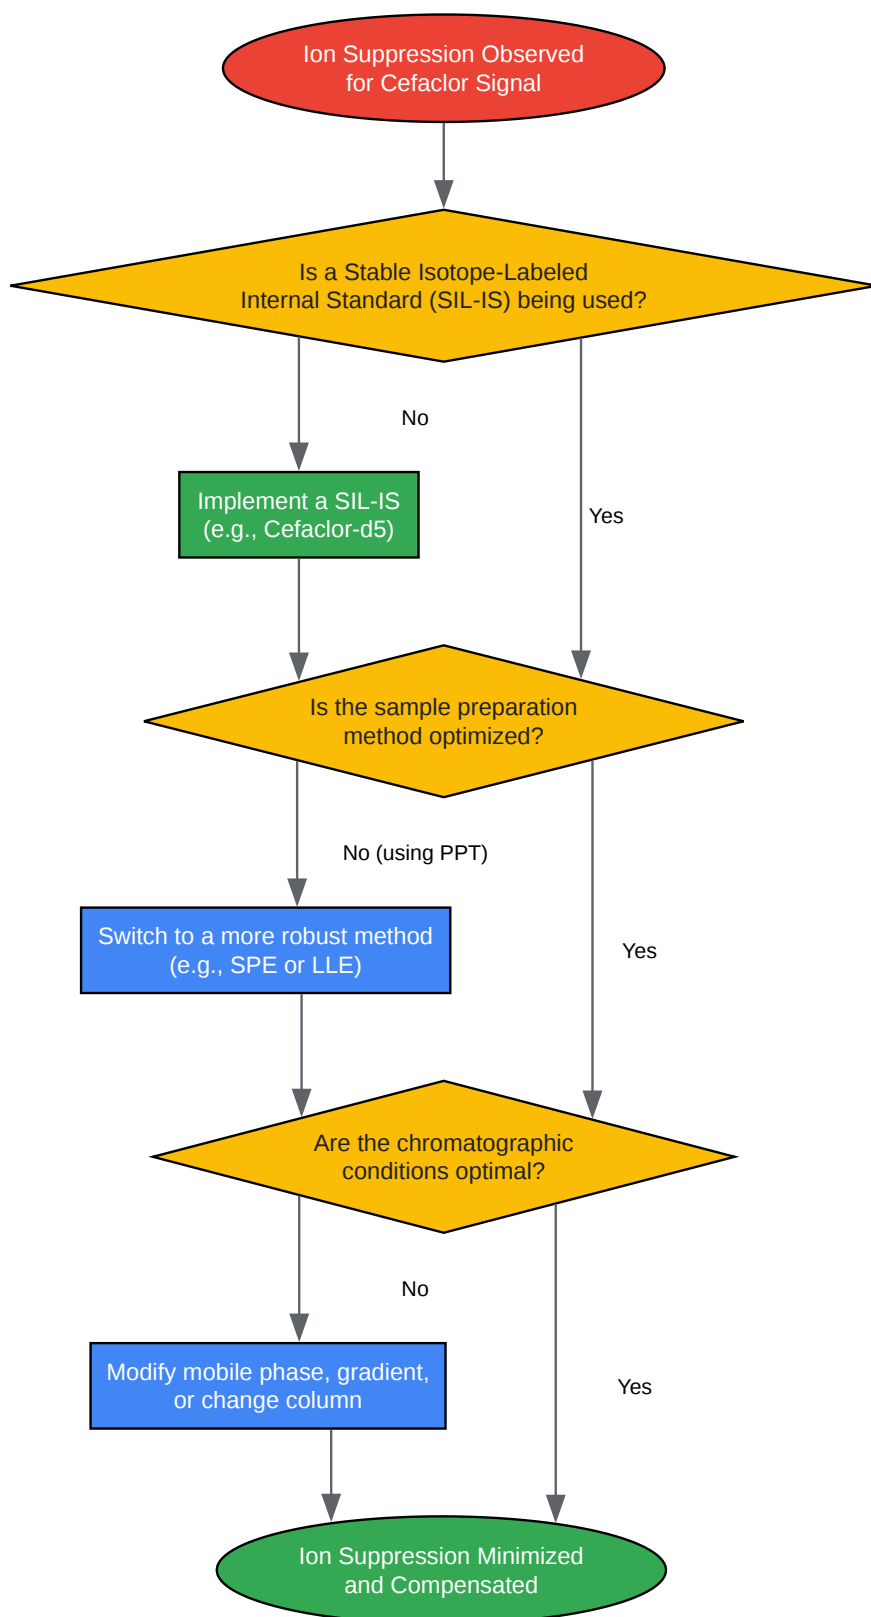 Ion Suppression Observed
for Cefaclor Signal
Is a Stable Isotope-Labeled
Internal Standard (SIL-IS) being used?
No
Implement a SIL-IS
(e.g., Cefaclor-d5)
Yes
Is the sample preparation
method optimized?
No (using PPT)
Switch to a more robust method
(e.g., SPE or LLE)
Yes
Are the chromatographic
conditions optimal?
No
Modify mobile phase, gradient,
or change column
Yes
Ion Suppression Minimized
and Compensated